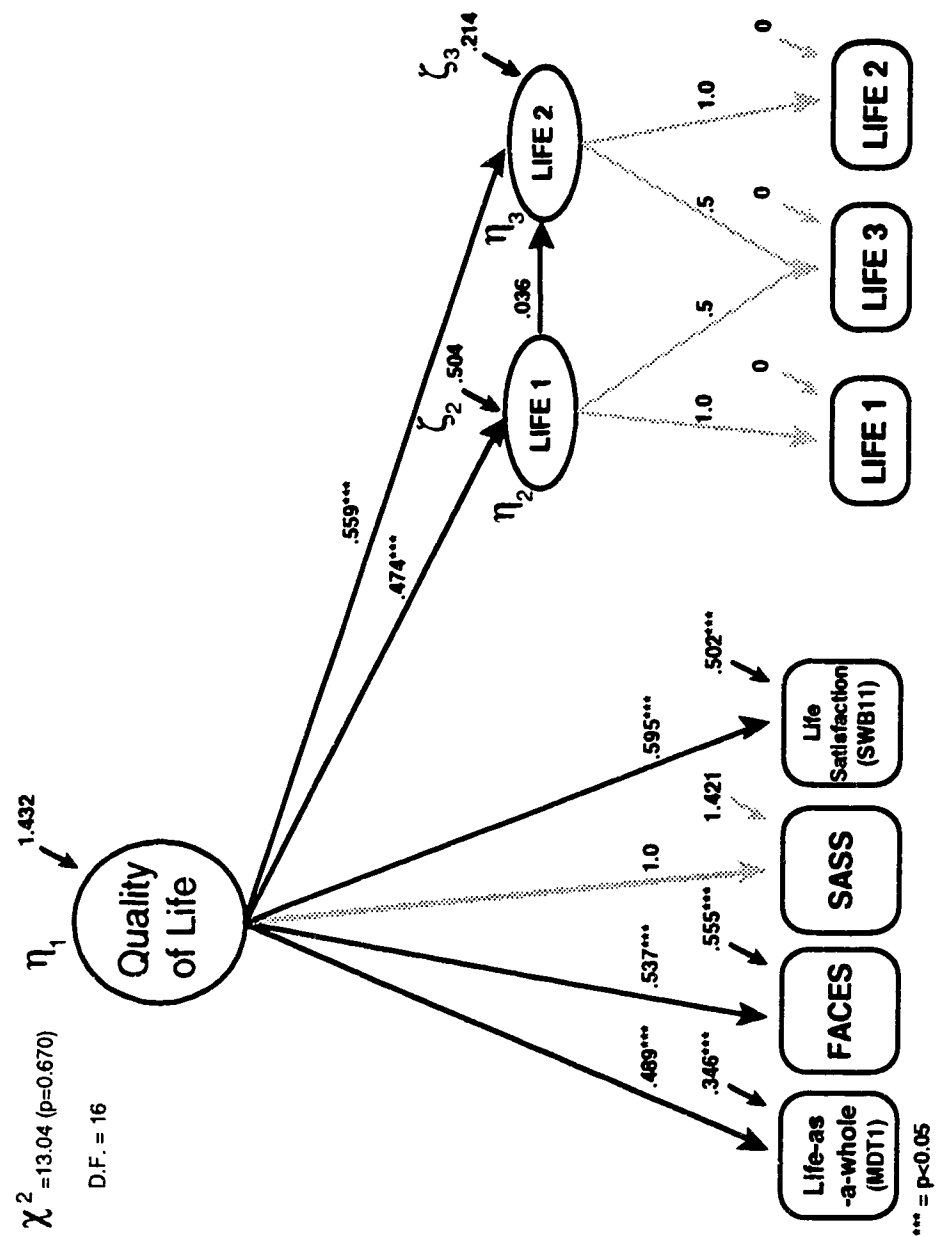 χ² =13.04 (p=0.670)
D.F. = 16
η₁
1.432
Quality
of Life
.559***
.474***
ζ₂ .504
ζ₃ .214
η₂
LIFE 1
.036
η₃
LIFE 2
.489***
.537***
1.0
.595***
1.0
.5
.5
1.0
.346***
.555***
1.421
.502***
0
0
0
Life-as
-a-whole
(MDT1)
FACES
SASS
Life
Satisfaction
(SWB11)
LIFE 1
LIFE 3
LIFE 2
*** = p<0.05